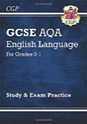 CGP
GCSE AQA
English Language
For Grades 9-1
Study & Exam Practice